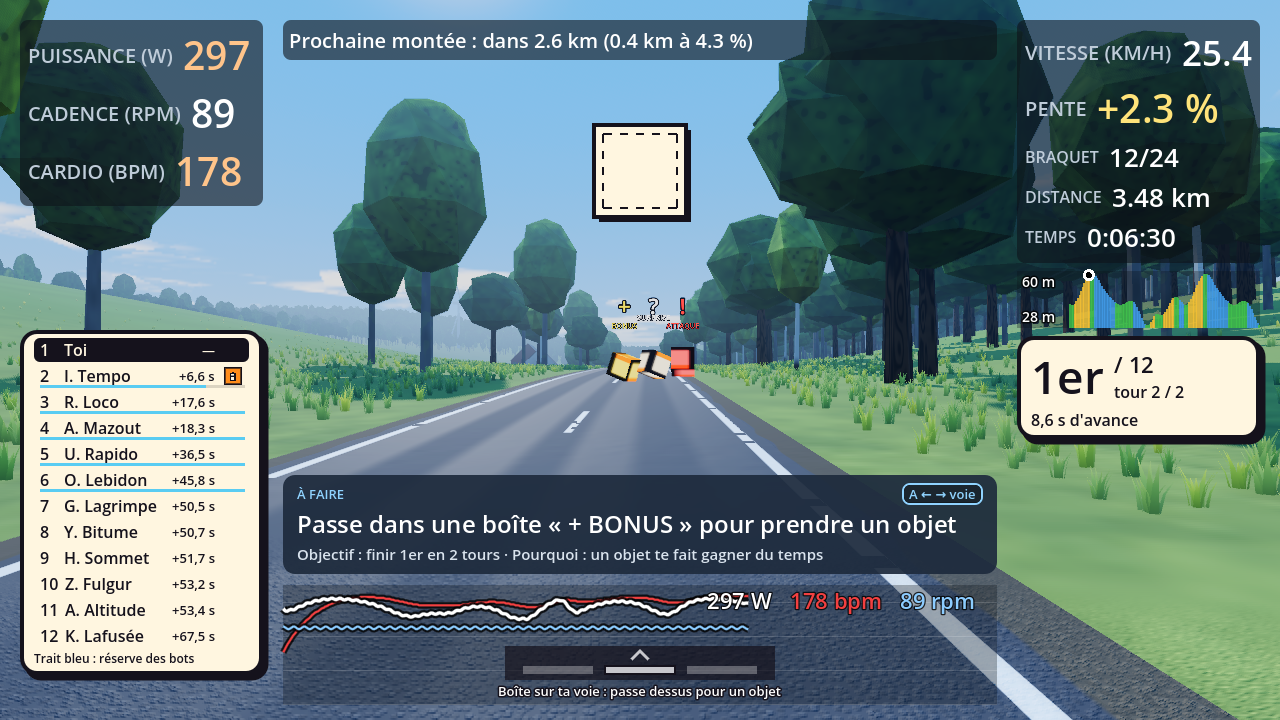 PUISSANCE (W) 297
CADENCE (RPM) 89
CARDIO (BPM) 178
Prochaine montée : dans 2.6 km (0.4 km à 4.3 %)
VITESSE (KM/H) 25.4
PENTE +2.3 %
BRAQUET 12/24
DISTANCE 3.48 km
TEMPS 0:06:30
60 m
28 m
+ ? !
1er / 12
tour 2 / 2
8,6 s d'avance
1 Toi —
2 I. Tempo +6,6 s
3 R. Loco +17,6 s
4 A. Mazout +18,3 s
5 U. Rapido +36,5 s
6 O. Lebidon +45,8 s
7 G. Lagrimpe +50,5 s
8 Y. Bitume +50,7 s
9 H. Sommet +51,7 s
10 Z. Fulgur +53,2 s
11 A. Altitude +53,4 s
12 K. Lafusée +67,5 s
Trait bleu : réserve des bots
À FAIRE
A ← → voie
Passe dans une boîte « + BONUS » pour prendre un objet
Objectif : finir 1er en 2 tours · Pourquoi : un objet te fait gagner du temps
297 W 178 bpm 89 rpm
Boîte sur ta voie : passe dessus pour un objet